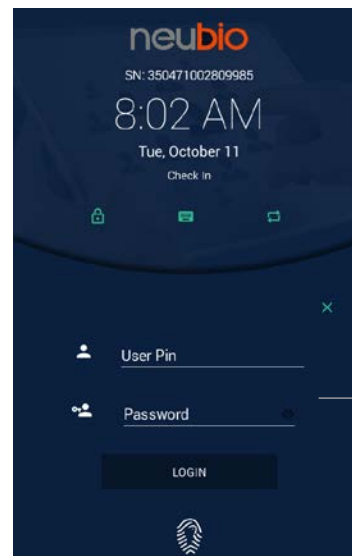 neubio
SN: 350471002809985
8:02 AM
Tue, October 11
Check In
User Pin
Password
LOGIN